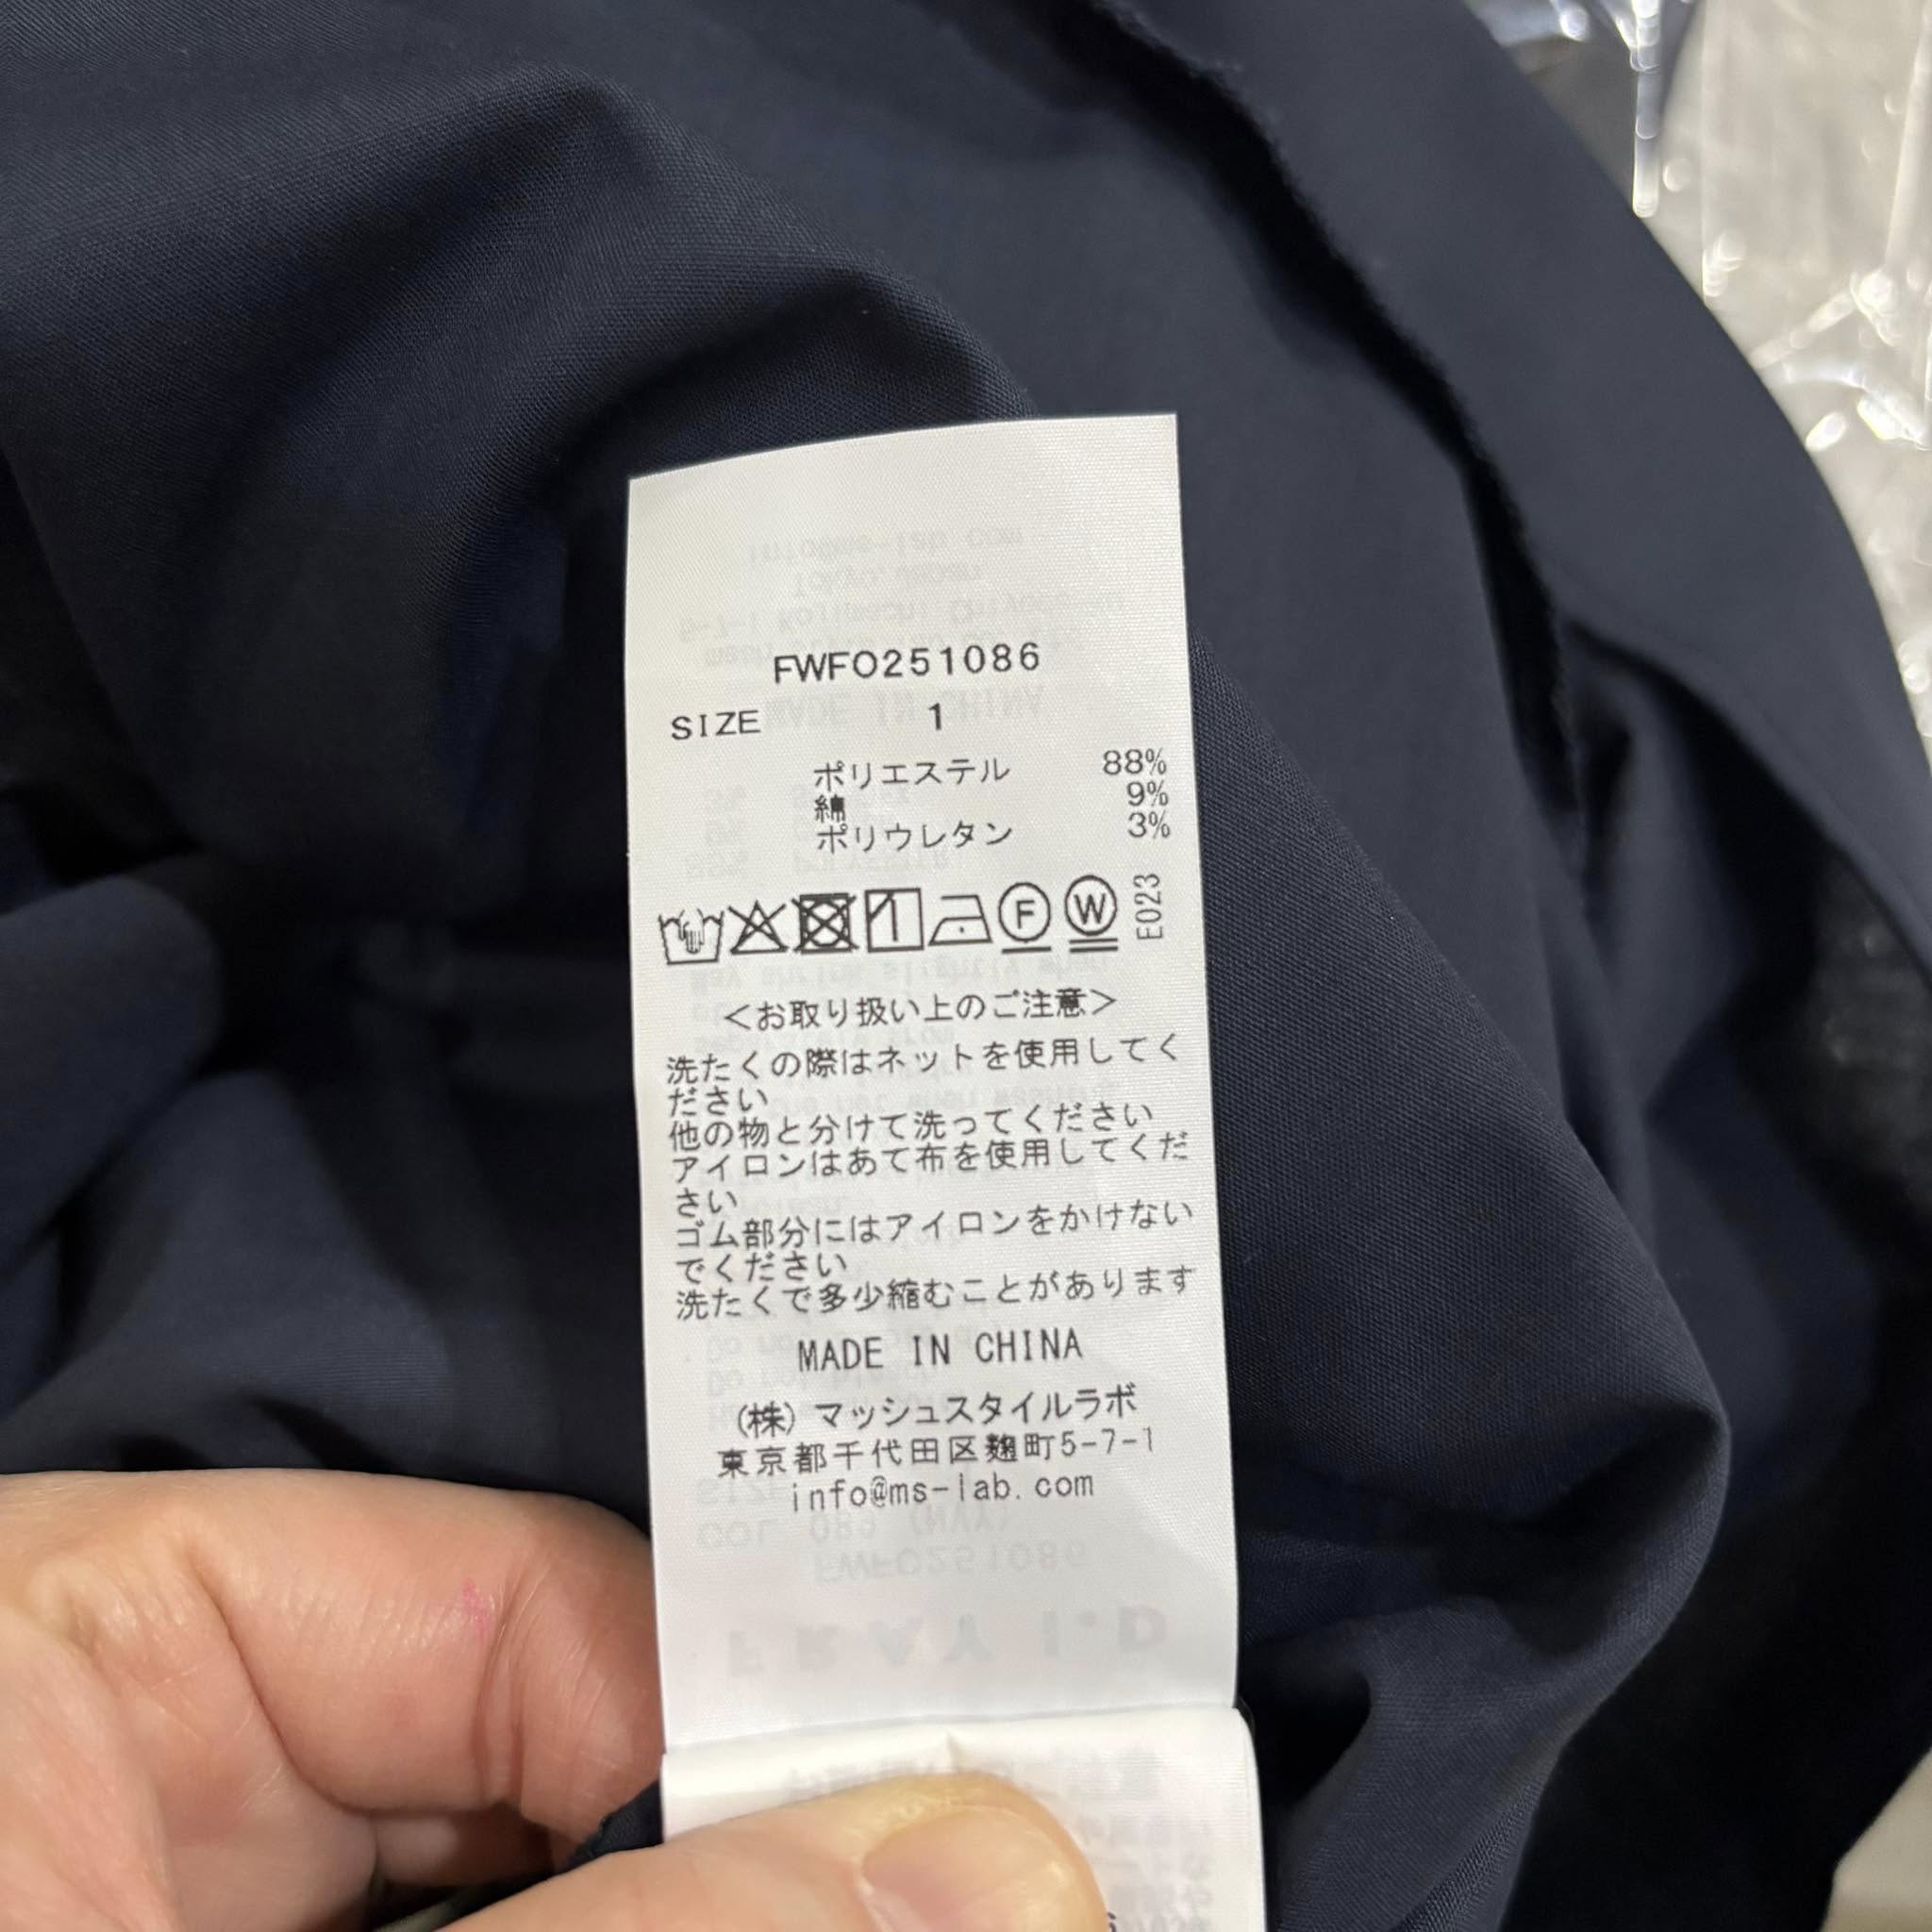 FWFO251086
SIZE 1
ポリエステル 88%
綿 9%
ポリウレタン 3%
F W E023
＜お取り扱い上のご注意＞
洗たくの際はネットを使用してく
ださい
他の物と分けて洗ってください
アイロンはあて布を使用してくだ
さい
ゴム部分にはアイロンをかけない
でください
洗たくで多少縮むことがあります
MADE IN CHINA
(株) マッシュスタイルラボ
東京都千代田区麹町5-7-1
info@ms-lab.com